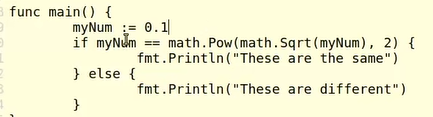 func main() {
        myNum := 0.1
        if myNum == math.Pow(math.Sqrt(myNum), 2) {
                fmt.Println("These are the same")
        } else {
                fmt.Println("These are different")
        }
}